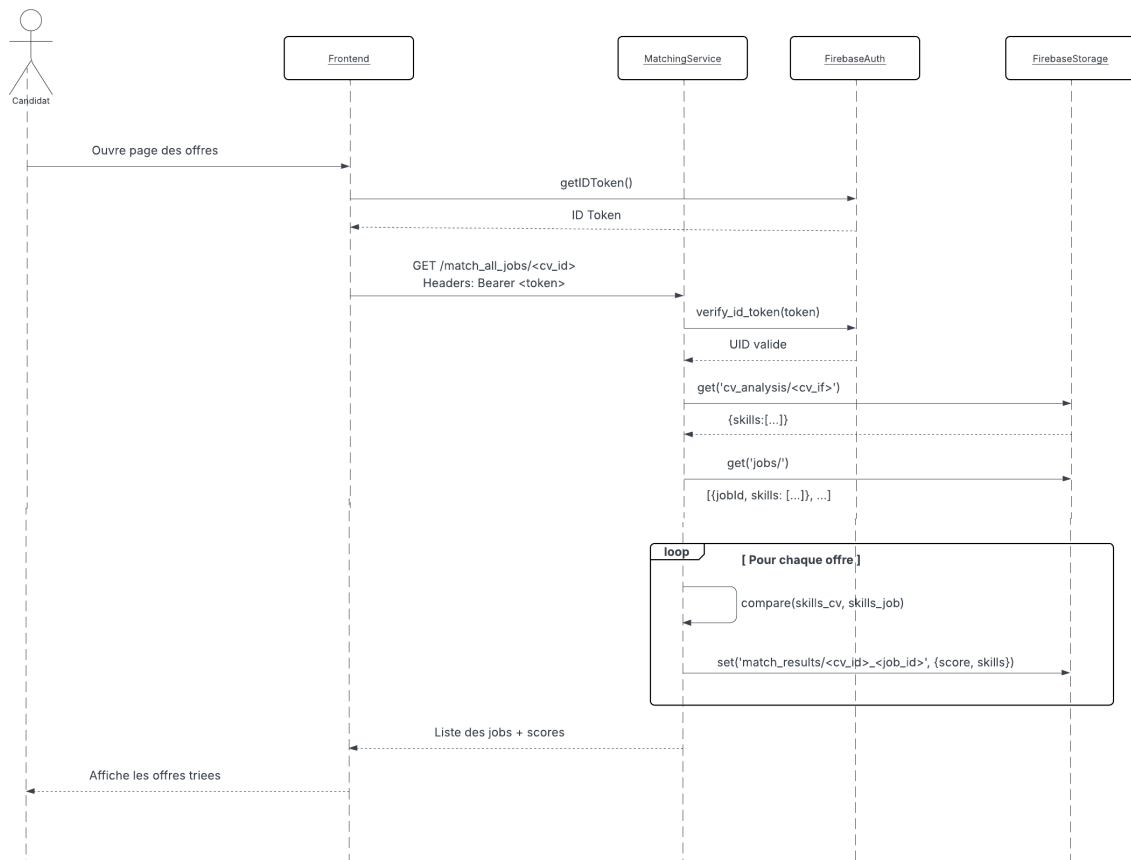 Candidat
Frontend
MatchingService
FirebaseAuth
FirebaseStorage
Ouvre page des offres
getIDToken()
ID Token
GET /match_all_jobs/<cv_id>
Headers: Bearer <token>
verify_id_token(token)
UID valide
get('cv_analysis/<cv_if>')
{skills:[...]}
get('jobs/')
[{jobId, skills: [...]}, ...]
loop
[ Pour chaque offre ]
compare(skills_cv, skills_job)
set('match_results/<cv_id>_<job_id>', {score, skills})
Liste des jobs + scores
Affiche les offres triees